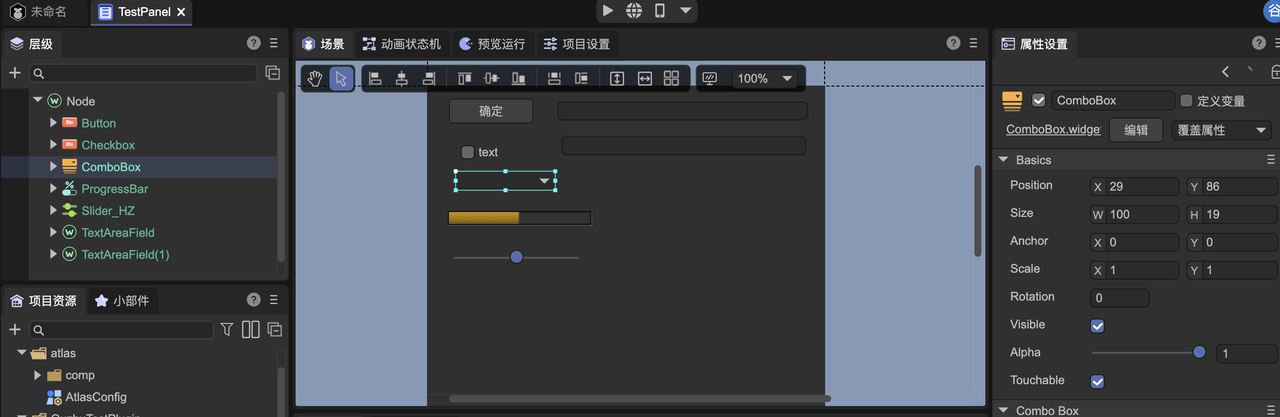 未命名
TestPanel
谷
层级
Node
Button
Checkbox
ComboBox
ProgressBar
Slider_HZ
TextAreaField
TextAreaField(1)
项目资源
小部件
atlas
comp
AtlasConfig
场景
动画状态机
预览运行
项目设置
100%
确定
text
属性设置
ComboBox
定义变量
ComboBox.widge
编辑
覆盖属性
Basics
Position X 29 Y 86
Size W 100 H 19
Anchor X 0 Y 0
Scale X 1 Y 1
Rotation 0
Visible
Alpha 1
Touchable
Combo Box